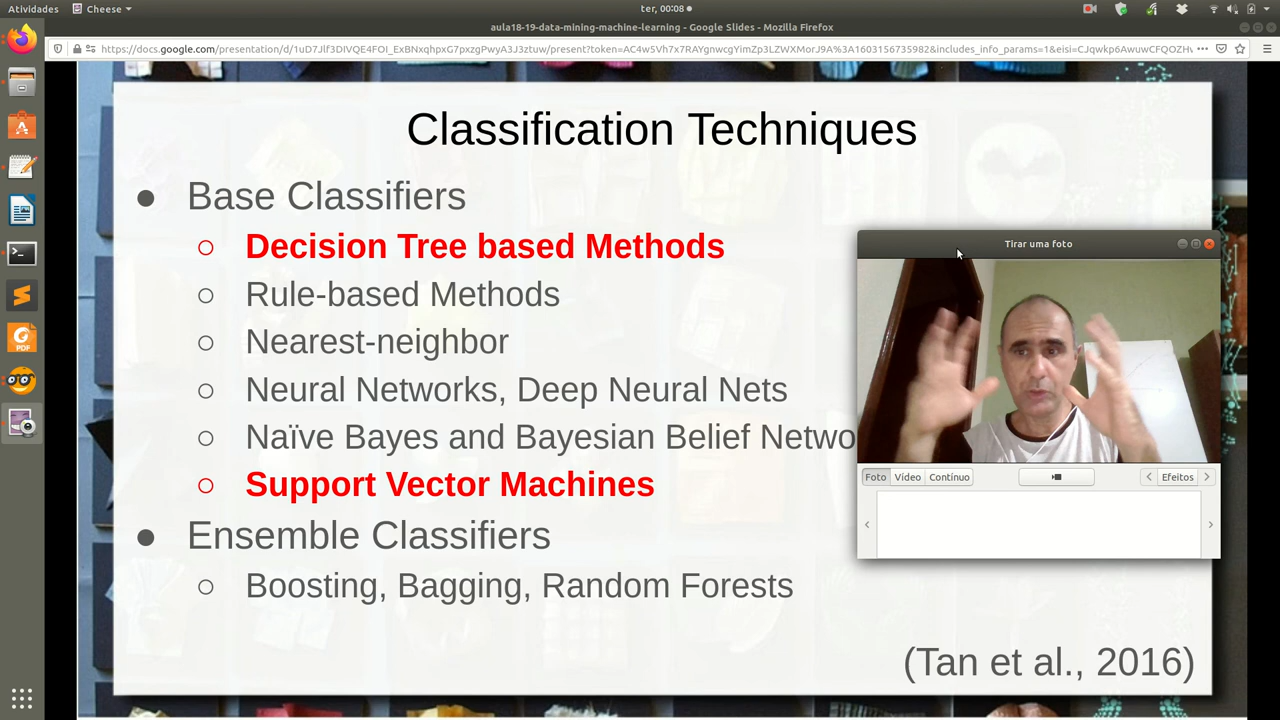 Atividades
Cheese
ter, 00:08
aula18-19-data-mining-machine-learning - Google Slides - Mozilla Firefox
Classification Techniques
Base Classifiers
Decision Tree based Methods
Rule-based Methods
Nearest-neighbor
Neural Networks, Deep Neural Nets
Naïve Bayes and Bayesian Belief Netwo
Support Vector Machines
Ensemble Classifiers
Boosting, Bagging, Random Forests
(Tan et al., 2016)
Tirar uma foto
Foto
Vídeo
Contínuo
Efeitos